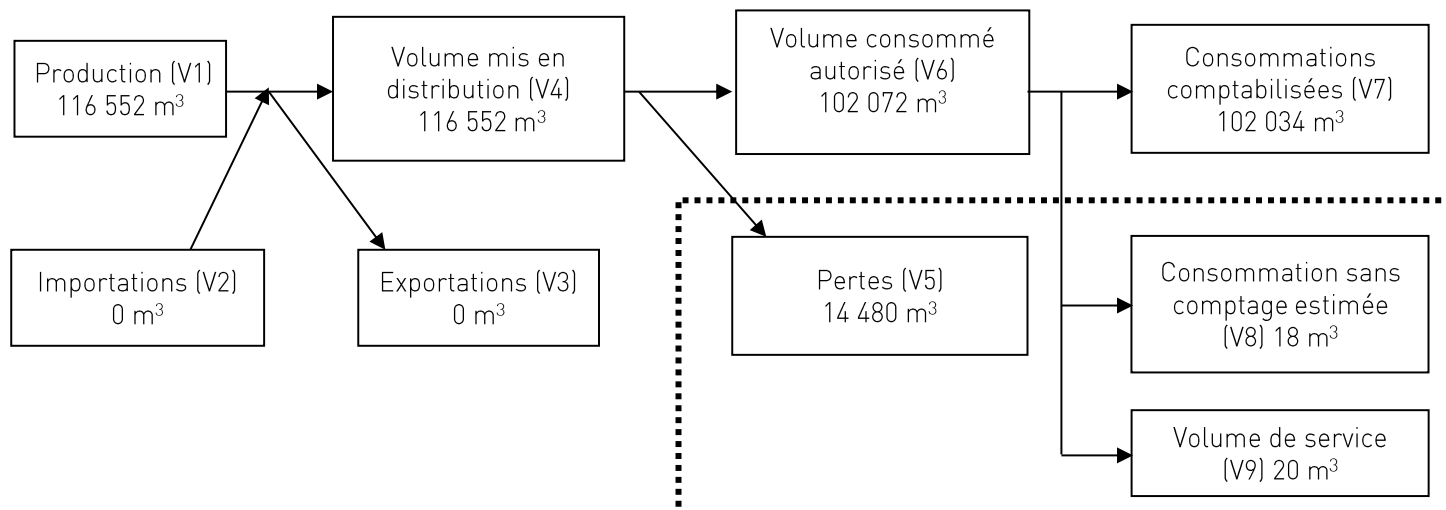 Production (V1)
116 552 m³
Volume mis en
distribution (V4)
116 552 m³
Volume consommé
autorisé (V6)
102 072 m³
Consommations
comptabilisées (V7)
102 034 m³
Importations (V2)
0 m³
Exportations (V3)
0 m³
Pertes (V5)
14 480 m³
Consommation sans
comptage estimée
(V8) 18 m³
Volume de service
(V9) 20 m³